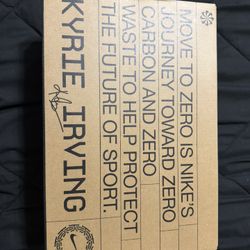 MOVE TO ZERO IS NIKE'S
JOURNEY TOWARD ZERO
CARBON AND ZERO
WASTE TO HELP PROTECT
THE FUTURE OF SPORT.
KYRIE IRVING